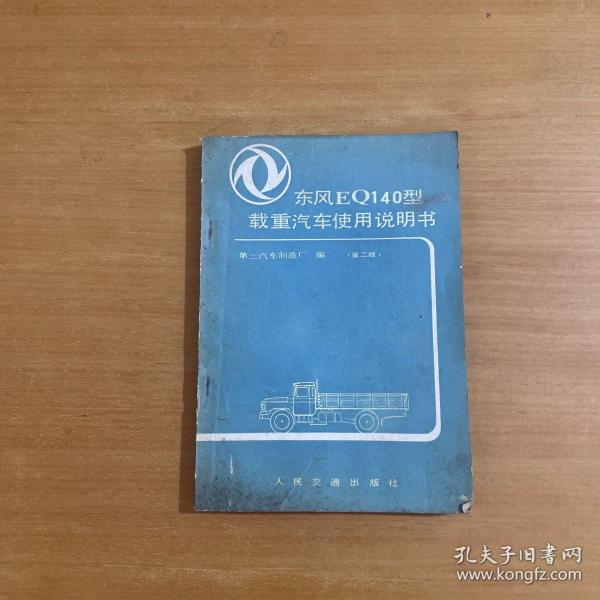 东风EQ140型
载重汽车使用说明书
第二汽车制造厂 编 （第二版）
人民交通出版社
孔夫子旧书网
www.kongfz.com